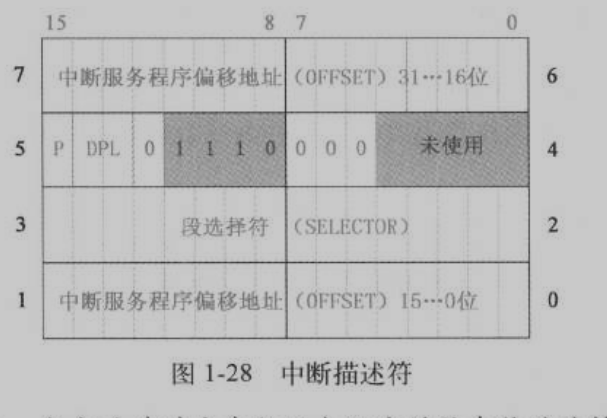 15 8 7 0
7 中断服务程序偏移地址（OFFSET）31…16位 6
5 P DPL 0 1 1 1 0 0 0 0 未使用 4
3 段选择符（SELECTOR） 2
1 中断服务程序偏移地址（OFFSET）15…0位 0
图 1-28 中断描述符